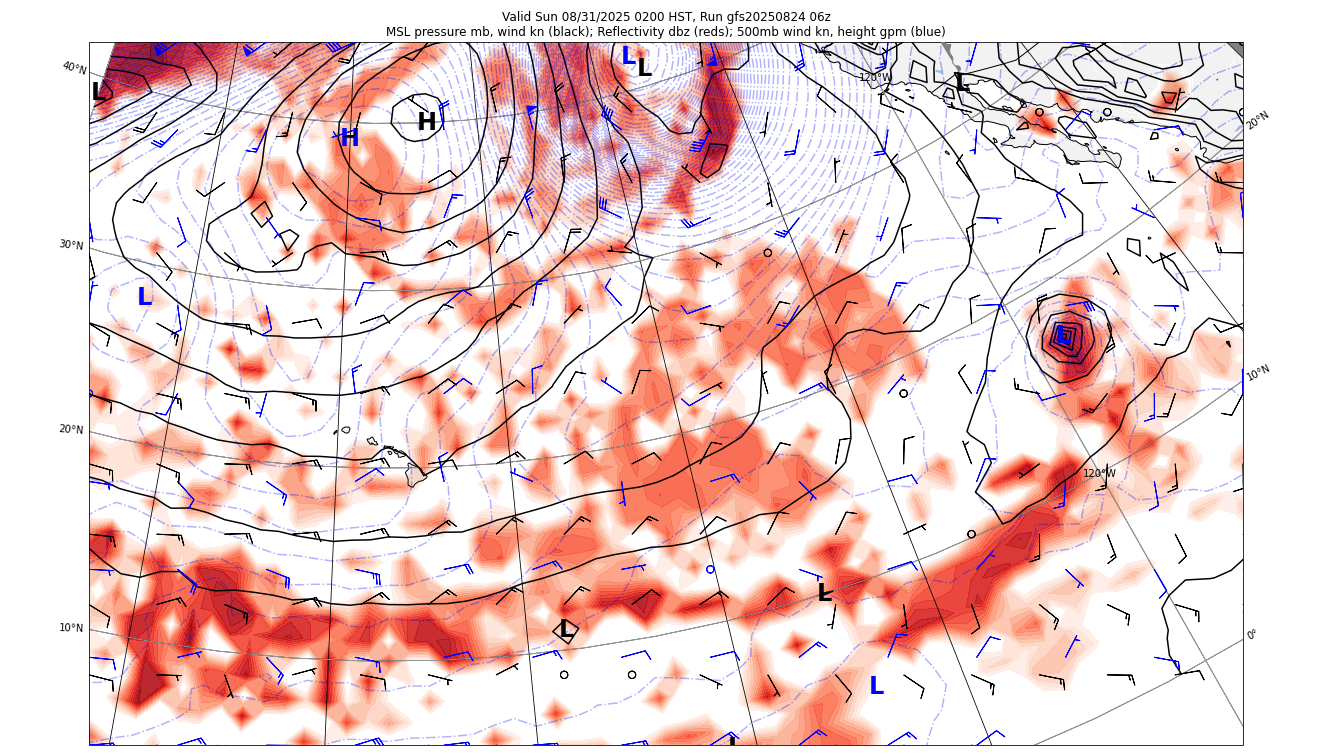 Valid Sun 08/31/2025 0200 HST, Run gfs20250824 06z
MSL pressure mb, wind kn (black); Reflectivity dbz (reds); 500mb wind kn, height gpm (blue)
L
L
40°N
120°W
L
L
H
H
20°N
30°N
L
L
10°N
20°N
120°W
L
10°N
L
0°
L
L